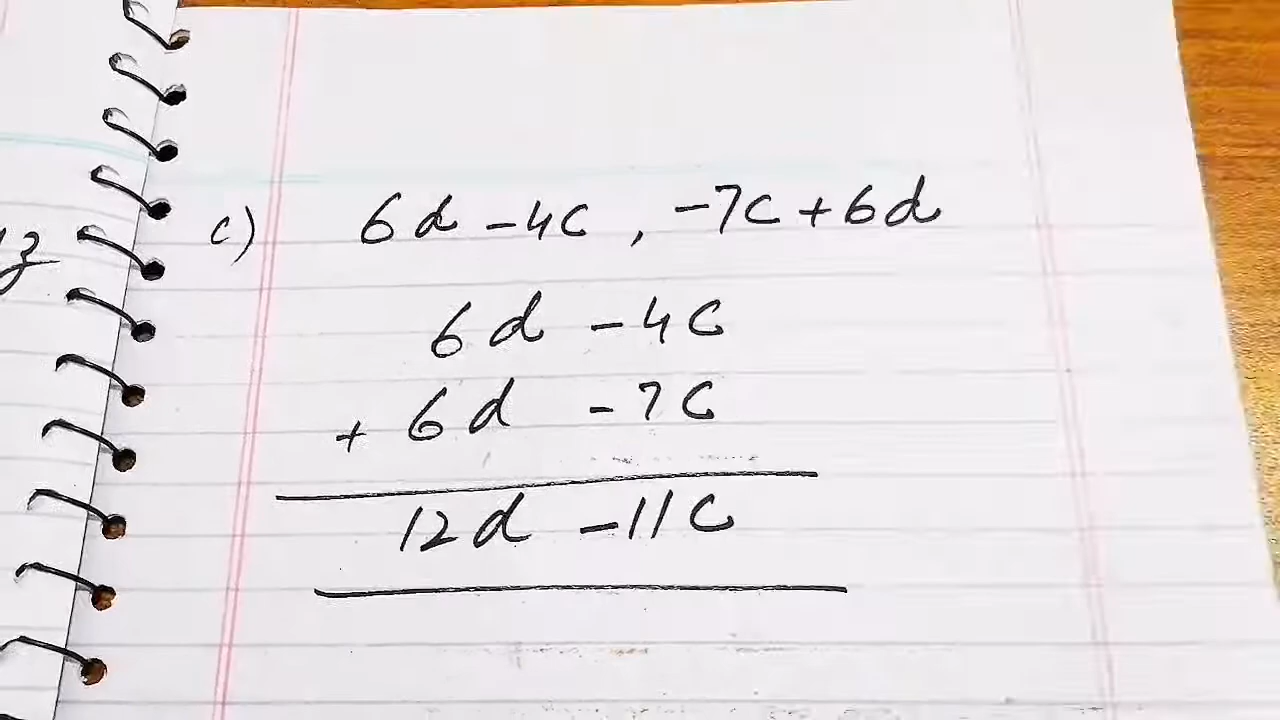 c) 6d - 4c, -7c + 6d
6d - 4c
+ 6d - 7c
12d - 11c